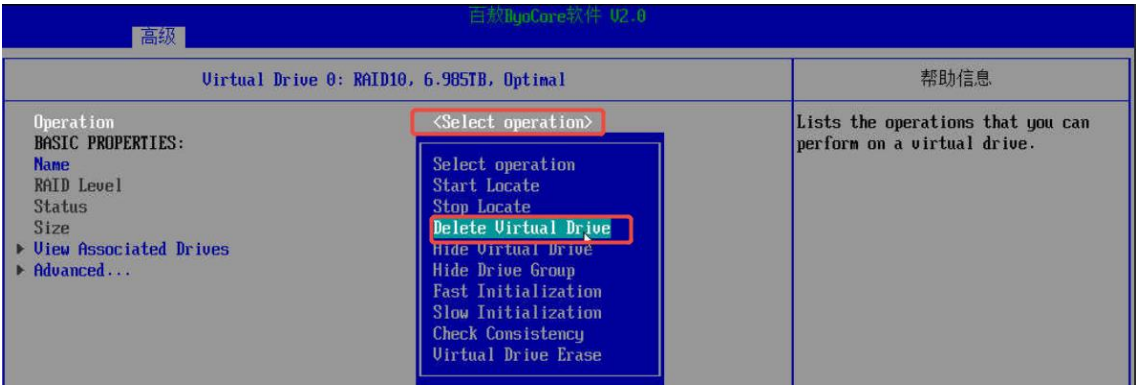 百敖ByoCore软件 V2.0
高级
Virtual Drive 0: RAID10, 6.985TB, Optimal
帮助信息
Operation
<Select operation>
Lists the operations that you can
perform on a virtual drive.
BASIC PROPERTIES:
Name
RAID Level
Status
Size
View Associated Drives
Advanced...
Select operation
Start Locate
Stop Locate
Delete Virtual Drive
Hide Virtual Drive
Hide Drive Group
Fast Initialization
Slow Initialization
Check Consistency
Virtual Drive Erase